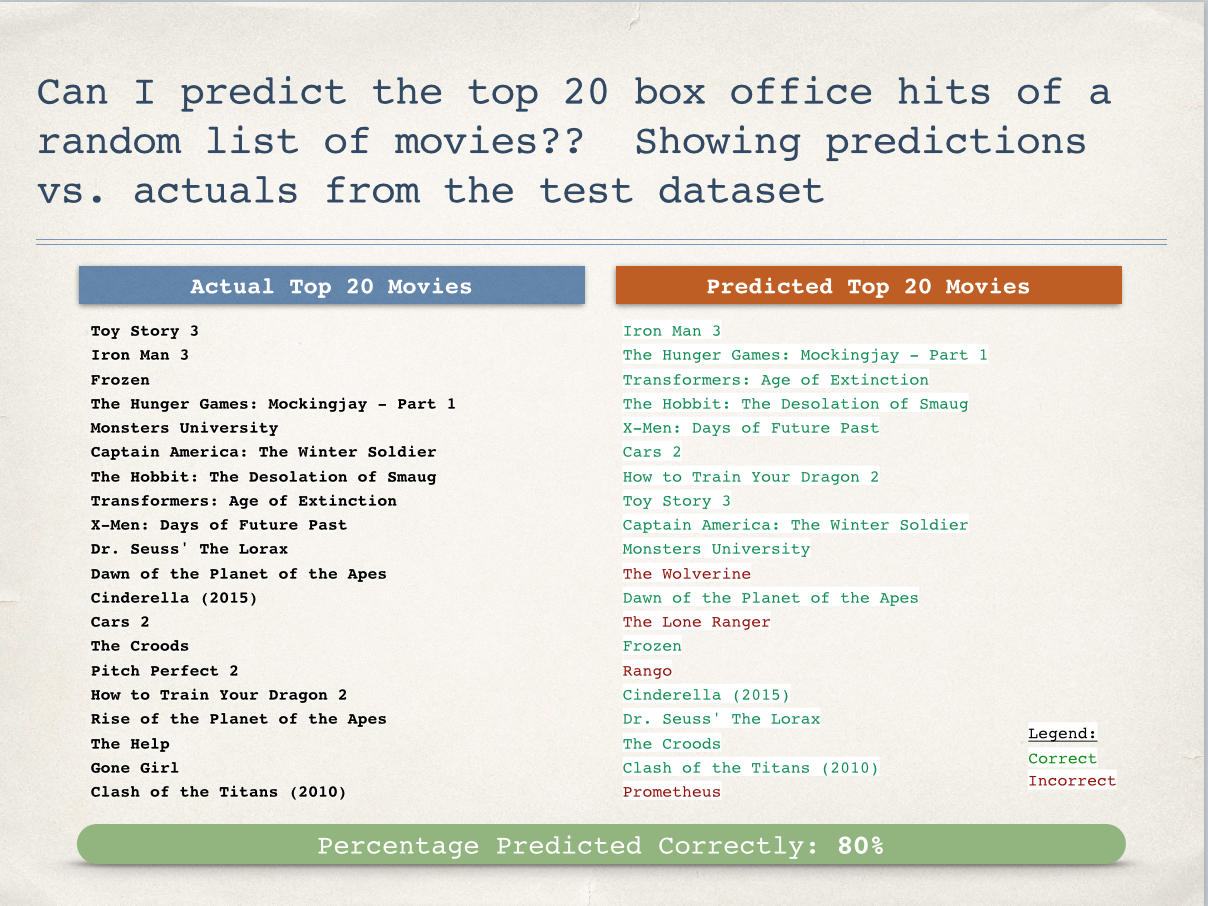 Can I predict the top 20 box office hits of a
random list of movies??  Showing predictions
vs. actuals from the test dataset
Actual Top 20 Movies
Toy Story 3
Iron Man 3
Frozen
The Hunger Games: Mockingjay - Part 1
Monsters University
Captain America: The Winter Soldier
The Hobbit: The Desolation of Smaug
Transformers: Age of Extinction
X-Men: Days of Future Past
Dr. Seuss' The Lorax
Dawn of the Planet of the Apes
Cinderella (2015)
Cars 2
The Croods
Pitch Perfect 2
How to Train Your Dragon 2
Rise of the Planet of the Apes
The Help
Gone Girl
Clash of the Titans (2010)
Predicted Top 20 Movies
Iron Man 3
The Hunger Games: Mockingjay - Part 1
Transformers: Age of Extinction
The Hobbit: The Desolation of Smaug
X-Men: Days of Future Past
Cars 2
How to Train Your Dragon 2
Toy Story 3
Captain America: The Winter Soldier
Monsters University
The Wolverine
Dawn of the Planet of the Apes
The Lone Ranger
Frozen
Rango
Cinderella (2015)
Dr. Seuss' The Lorax
The Croods
Clash of the Titans (2010)
Prometheus
Legend:
Correct
Incorrect
Percentage Predicted Correctly: 80%